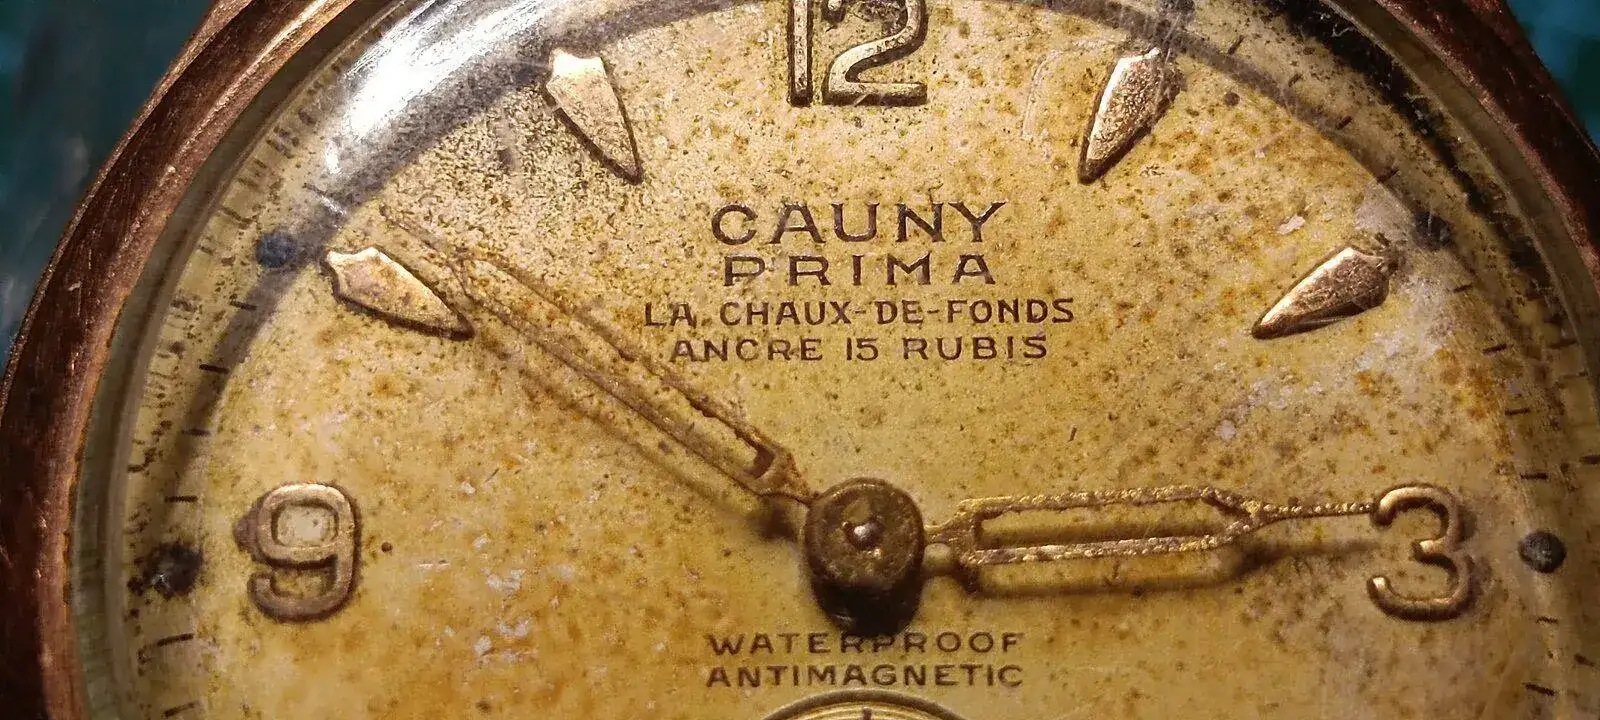 12
CAUNY
PRIMA
LA CHAUX-DE-FONDS
ANCRE 15 RUBIS
9
3
WATERPROOF
ANTIMAGNETIC